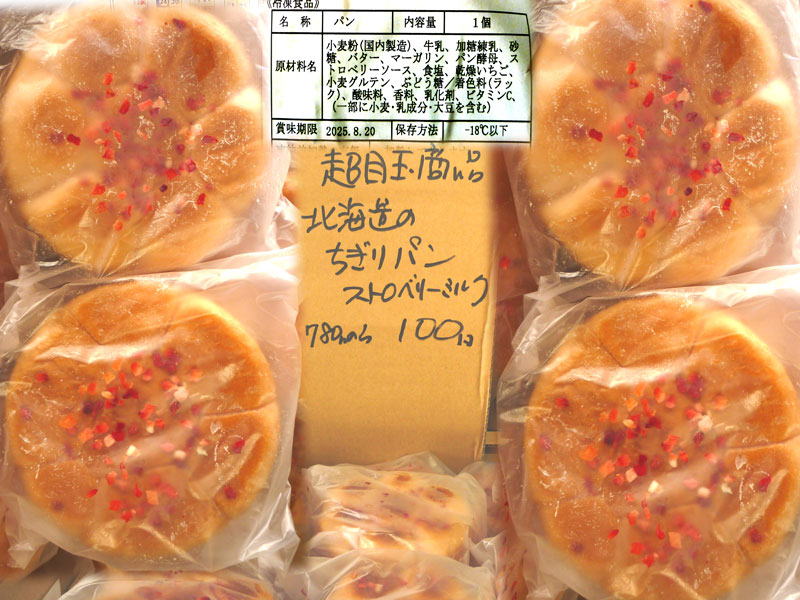 《冷凍食品》
名 称 パン 内容量 1個
原材料名
小麦粉(国内製造)、牛乳、加糖練乳、砂
糖、バター、マーガリン、パン酵母、ス
トロベリーソース、食塩、乾燥いちご、
小麦グルテン、ぶどう糖/着色料(ラッ
ク)、酸味料、香料、乳化剤、ビタミンC、
(一部に小麦・乳成分・大豆を含む)
賞味期限 2025.8.20 保存方法 -18℃以下
超目玉商品
北海道の
ちぎりパン
ストロベリーミルク
780円から 100円